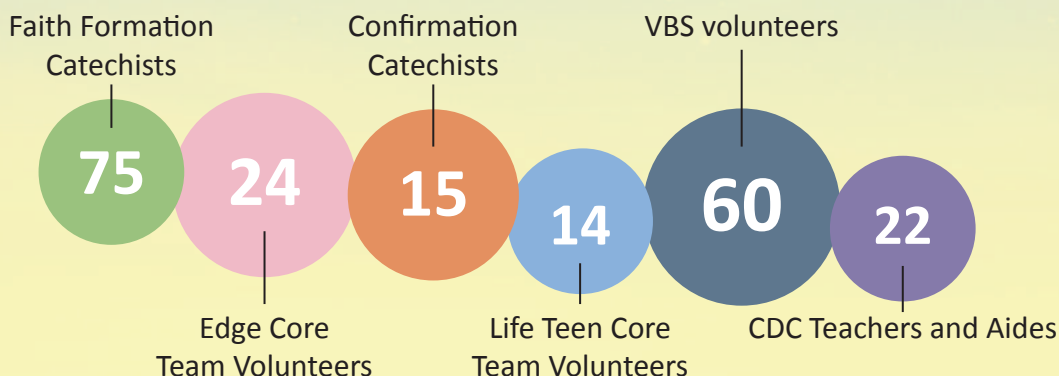 Faith Formation
Catechists
Confirmation
Catechists
VBS volunteers
75
24
15
14
60
22
Edge Core
Team Volunteers
Life Teen Core
Team Volunteers
CDC Teachers and Aides